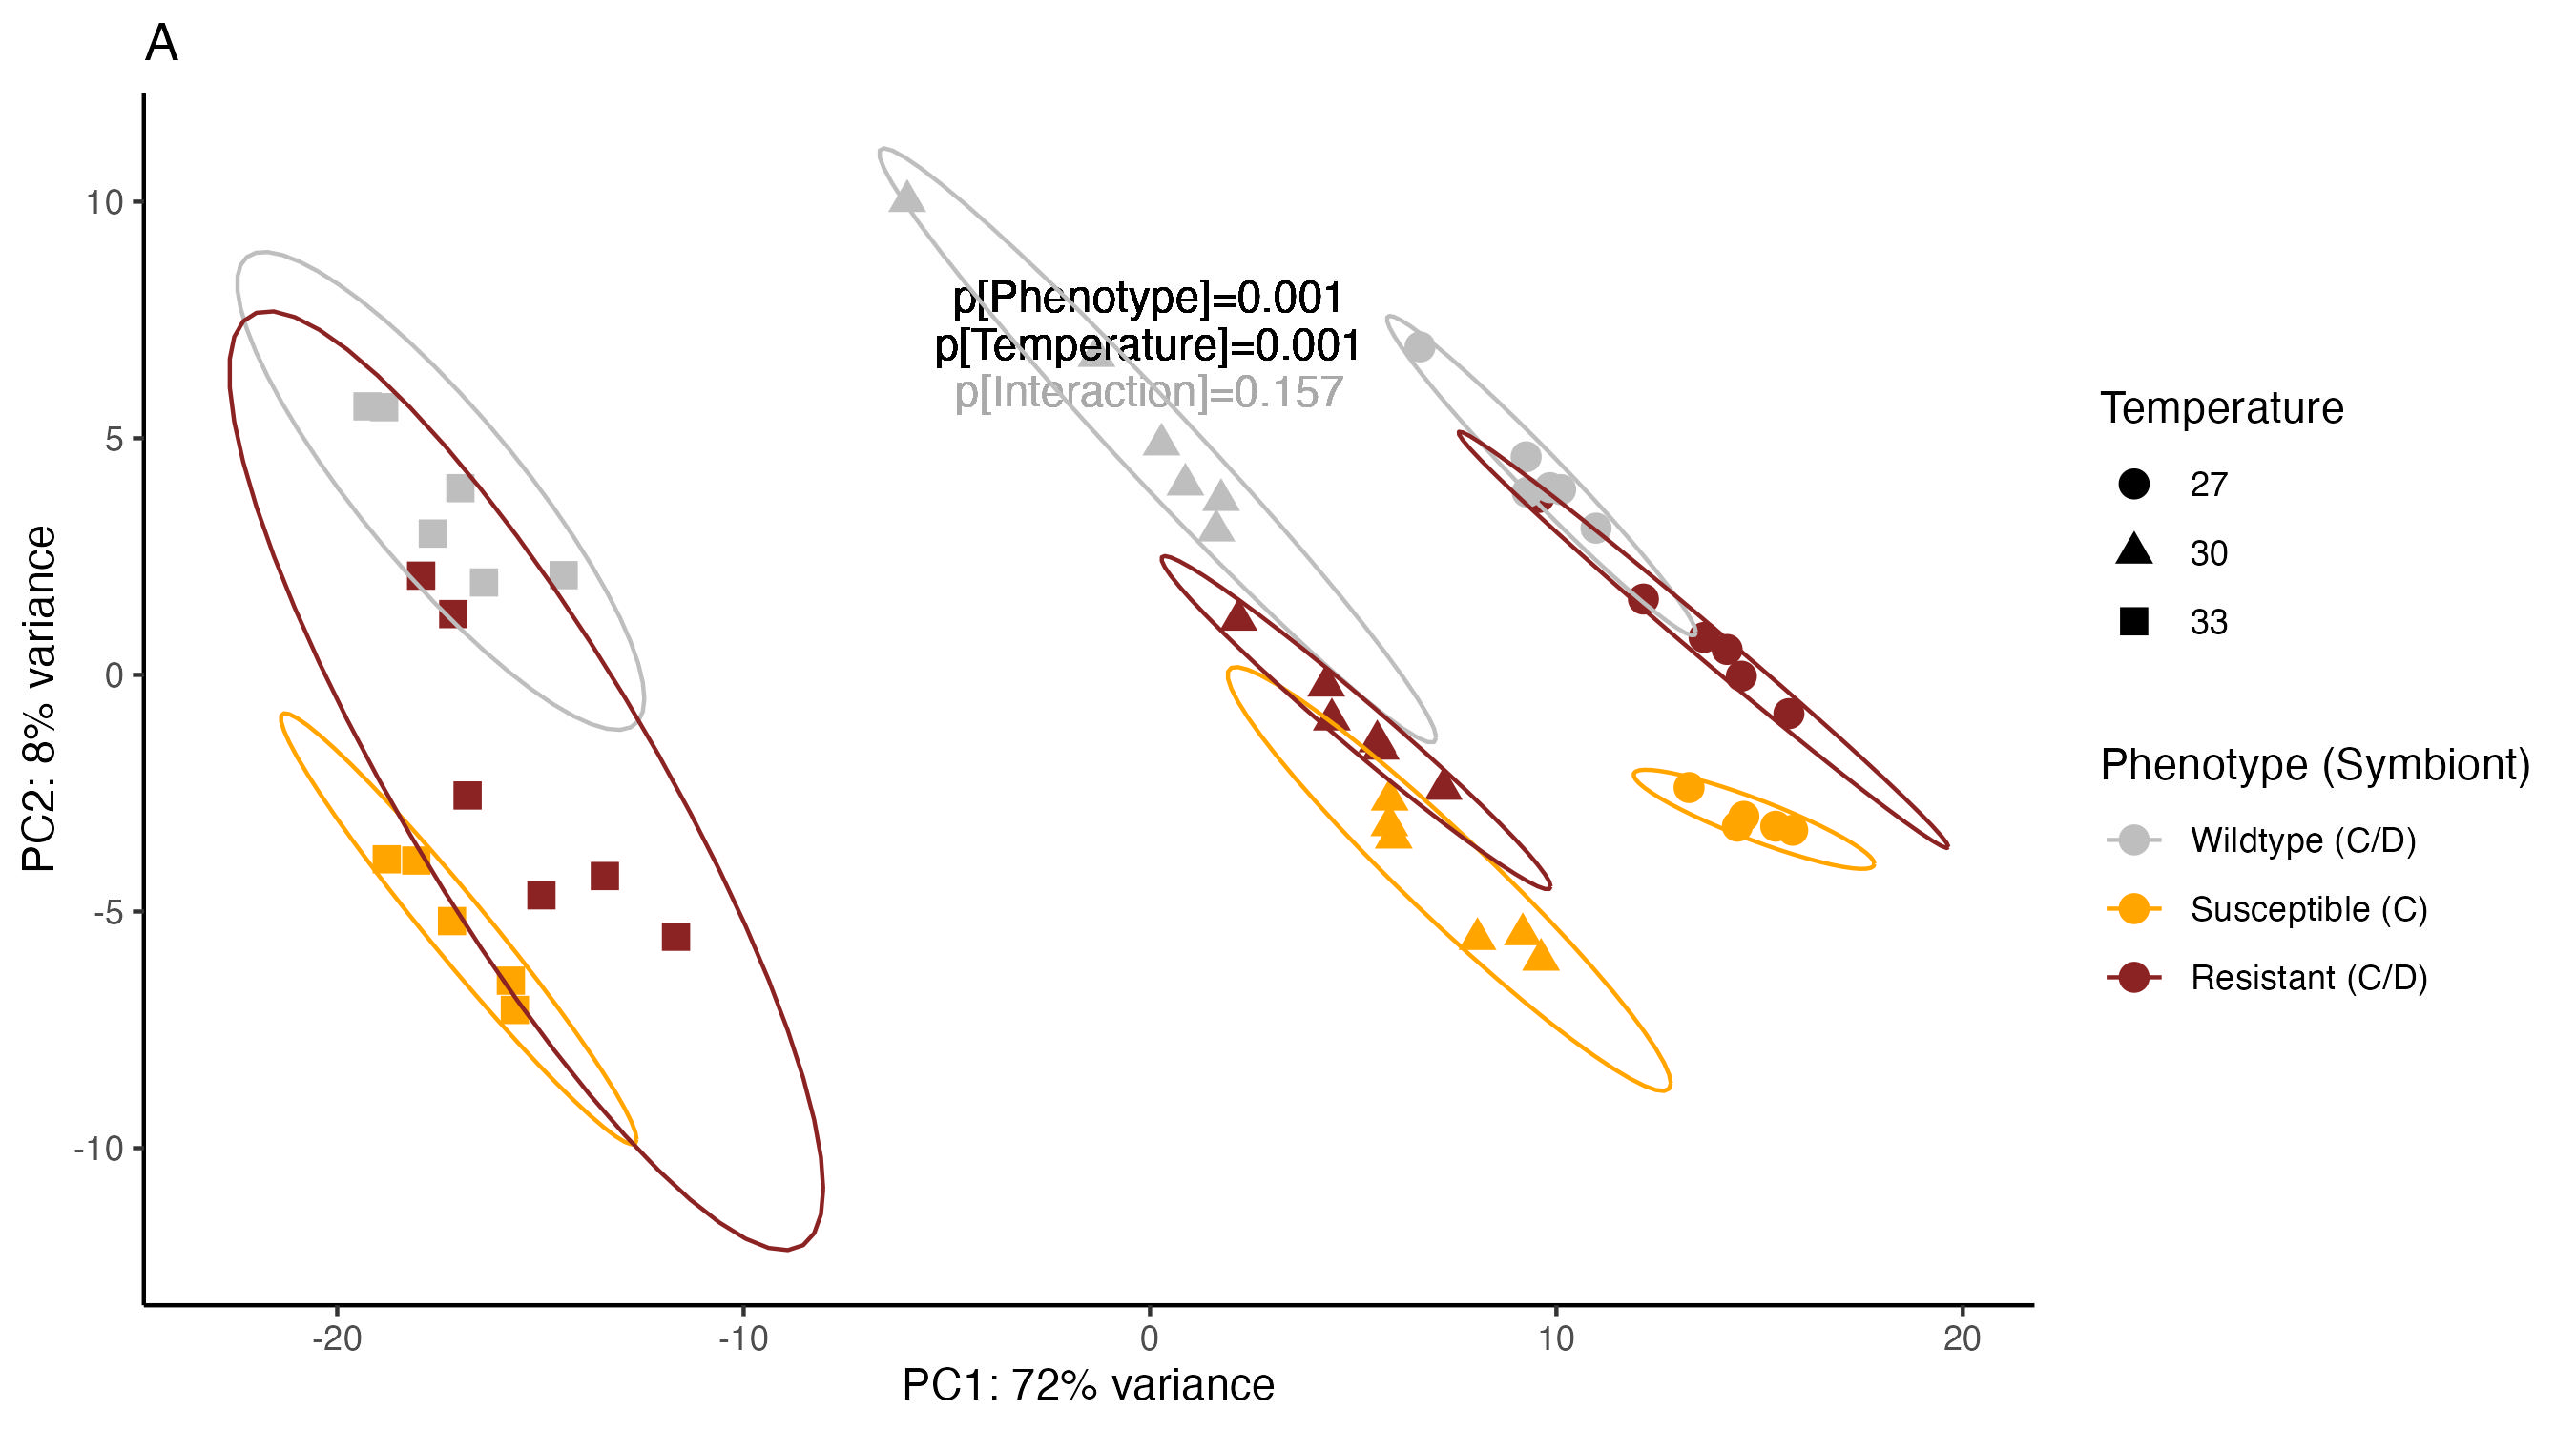 A
p[Phenotype]=0.001
p[Temperature]=0.001
p[Interaction]=0.157
10
5
0
-5
-10
PC2: 8% variance
-20
-10
0
10
20
PC1: 72% variance
Temperature
27
30
33
Phenotype (Symbiont)
Wildtype (C/D)
Susceptible (C)
Resistant (C/D)